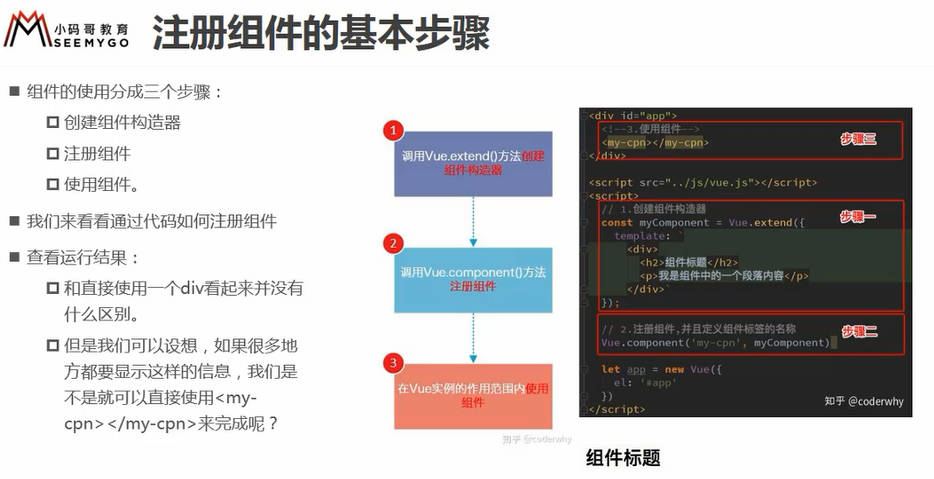 小码哥教育
SEEMYGO
注册组件的基本步骤
组件的使用分成三个步骤：
创建组件构造器
注册组件
使用组件。
我们来看看通过代码如何注册组件
查看运行结果：
和直接使用一个div看起来并没有
什么区别。
但是我们可以设想，如果很多地
方都要显示这样的信息，我们是
不是就可以直接使用<my-
cpn></my-cpn>来完成呢？
1
调用Vue.extend()方法创建
组件构造器
2
调用Vue.component()方法
注册组件
3
在Vue实例的作用范围内使用
组件
知乎 @coderwhy
<div id="app">
<!--3.使用组件-->
步骤三
<my-cpn></my-cpn>
</div>
<script src="../js/vue.js"></script>
<script>
// 1.创建组件构造器
步骤一
const myComponent = Vue.extend({
template: `
<div>
<h2>组件标题</h2>
<p>我是组件中的一个段落内容</p>
</div>`
});
// 2.注册组件,并且定义组件标签的名称
步骤二
Vue.component('my-cpn', myComponent)
let app = new Vue({
el: '#app'
})
</script>
知乎 @coderwhy
组件标题